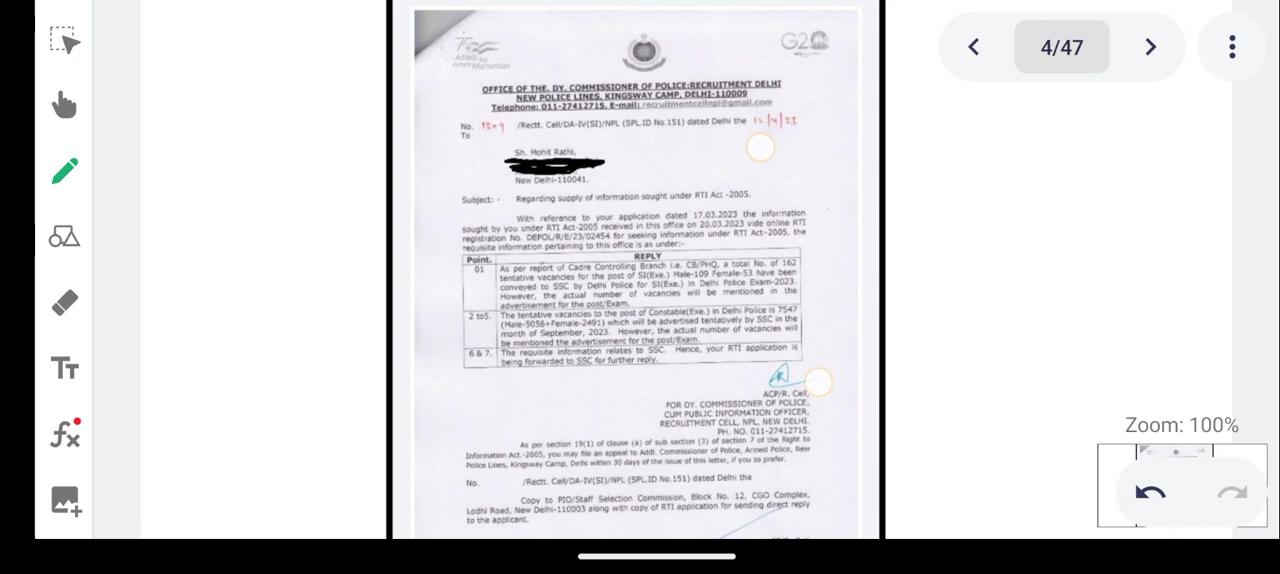 4/47
75
Azadi Ka
Amrit Mahotsav
G20
OFFICE OF THE. DY. COMMISSIONER OF POLICE:RECRUITMENT DELHI
NEW POLICE LINES, KINGSWAY CAMP, DELHI-110009
Telephone: 011-27412715, E-mail: recruitmentcellnpl@gmail.com
No. /Rectt. Cell/DA-IV(SI)/NPL (SPL.ID No.151) dated Delhi the 12/4/23
To
Sh. Mohit Rathi,
New Delhi-110041.
Subject: - Regarding supply of information sought under RTI Act -2005.
With reference to your application dated 17.03.2023 the information
sought by you under RTI Act-2005 received in this office on 20.03.2023 vide online RTI
registration No. DEPOL/R/E/23/02454 for seeking information under RTI Act-2005, the
requisite information pertaining to this office is as under:-
Point. REPLY
01 As per report of Cadre Controlling Branch i.e. CB/PHQ, a total No. of 162
tentative vacancies for the post of SI(Exe.) Male-109 Female-53 have been
conveyed to SSC by Delhi Police for SI(Exe.) in Delhi Police Exam-2023.
However, the actual number of vacancies will be mentioned in the
advertisement for the post/Exam.
2 to5. The tentative vacancies to the post of Constable(Exe.) in Delhi Police is 7547
(Male-5056+Female-2491) which will be advertised tentatively by SSC in the
month of September, 2023. However, the actual number of vacancies will
be mentioned the advertisement for the post/Exam.
6 & 7. The requisite information relates to SSC. Hence, your RTI application is
being forwarded to SSC for further reply.
ACP/R. Cell,
FOR DY. COMMISSIONER OF POLICE,
CUM PUBLIC INFORMATION OFFICER,
RECRUITMENT CELL, NPL, NEW DELHI.
PH. NO. 011-27412715.
As per section 19(1) of clause (a) of sub section (3) of section 7 of the Right to
Information Act.-2005, you may file an appeal to Addl. Commissioner of Police, Armed Police, New
Police Lines, Kingsway Camp, Delhi within 30 days of the issue of this letter, if you so prefer.
No. /Rectt. Cell/DA-IV(SI)/NPL (SPL.ID No.151) dated Delhi the
Copy to PIO/Staff Selection Commission, Block No. 12, CGO Complex,
Lodhi Road, New Delhi-110003 along with copy of RTI application for sending direct reply
to the applicant.
Tт
fx
Zoom: 100%